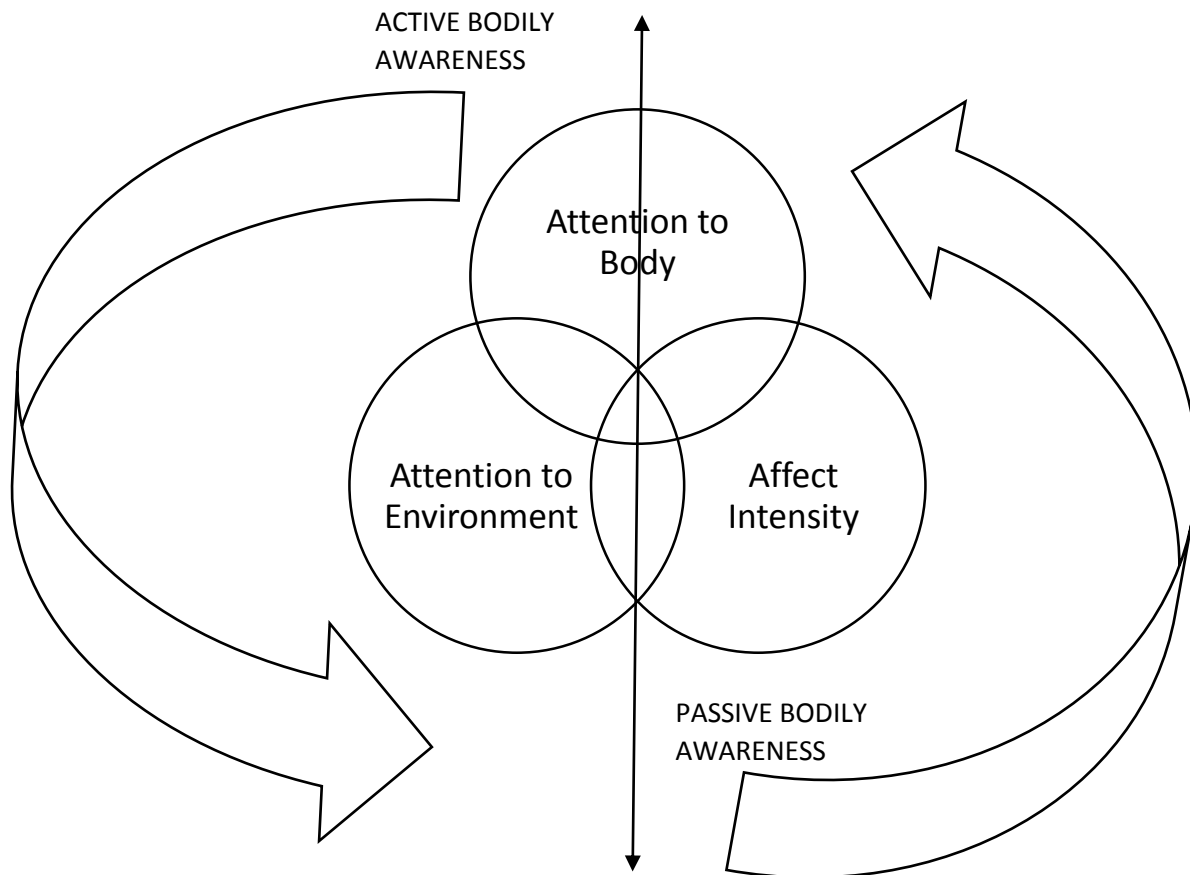 ACTIVE BODILY
AWARENESS
Attention to
Body
Attention to
Environment
Affect
Intensity
PASSIVE BODILY
AWARENESS